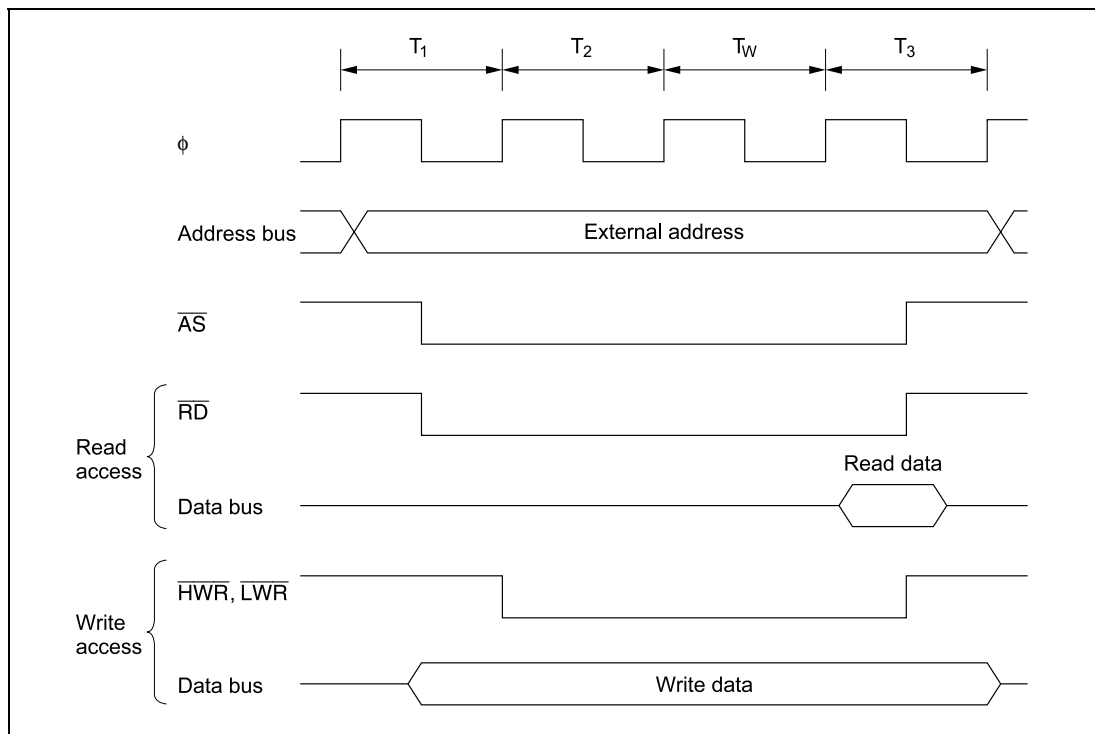 T1 T2 TW T3
φ
Address bus External address
AS
RD
Read access
Read data
Data bus
HWR, LWR
Write access
Data bus Write data